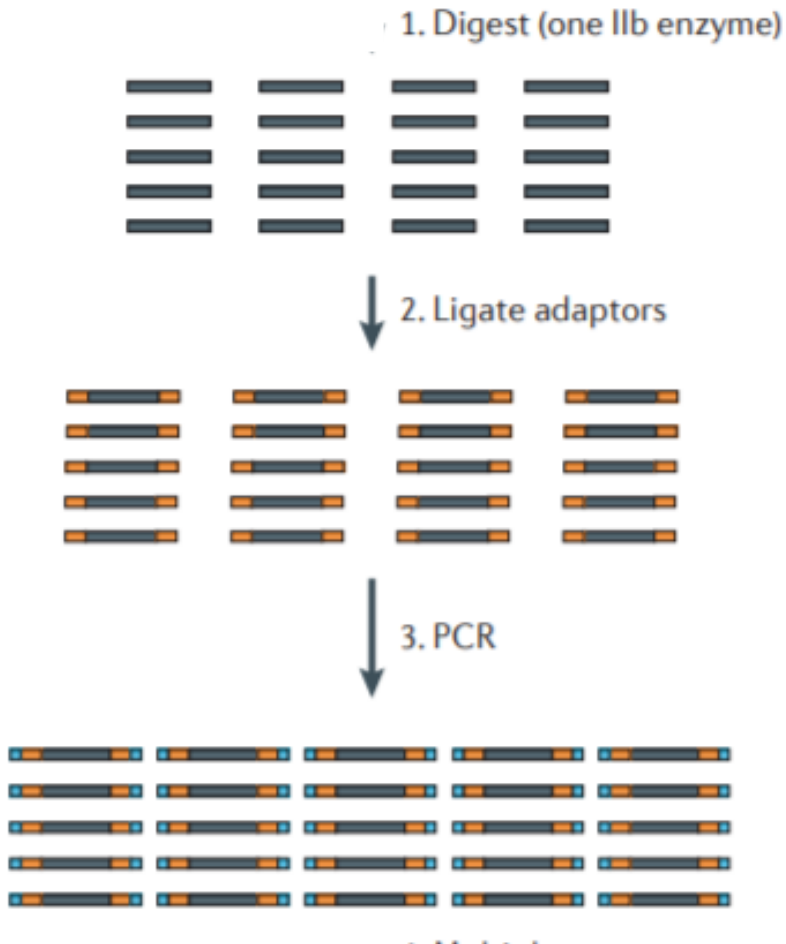 1. Digest (one IIb enzyme)
2. Ligate adaptors
3. PCR